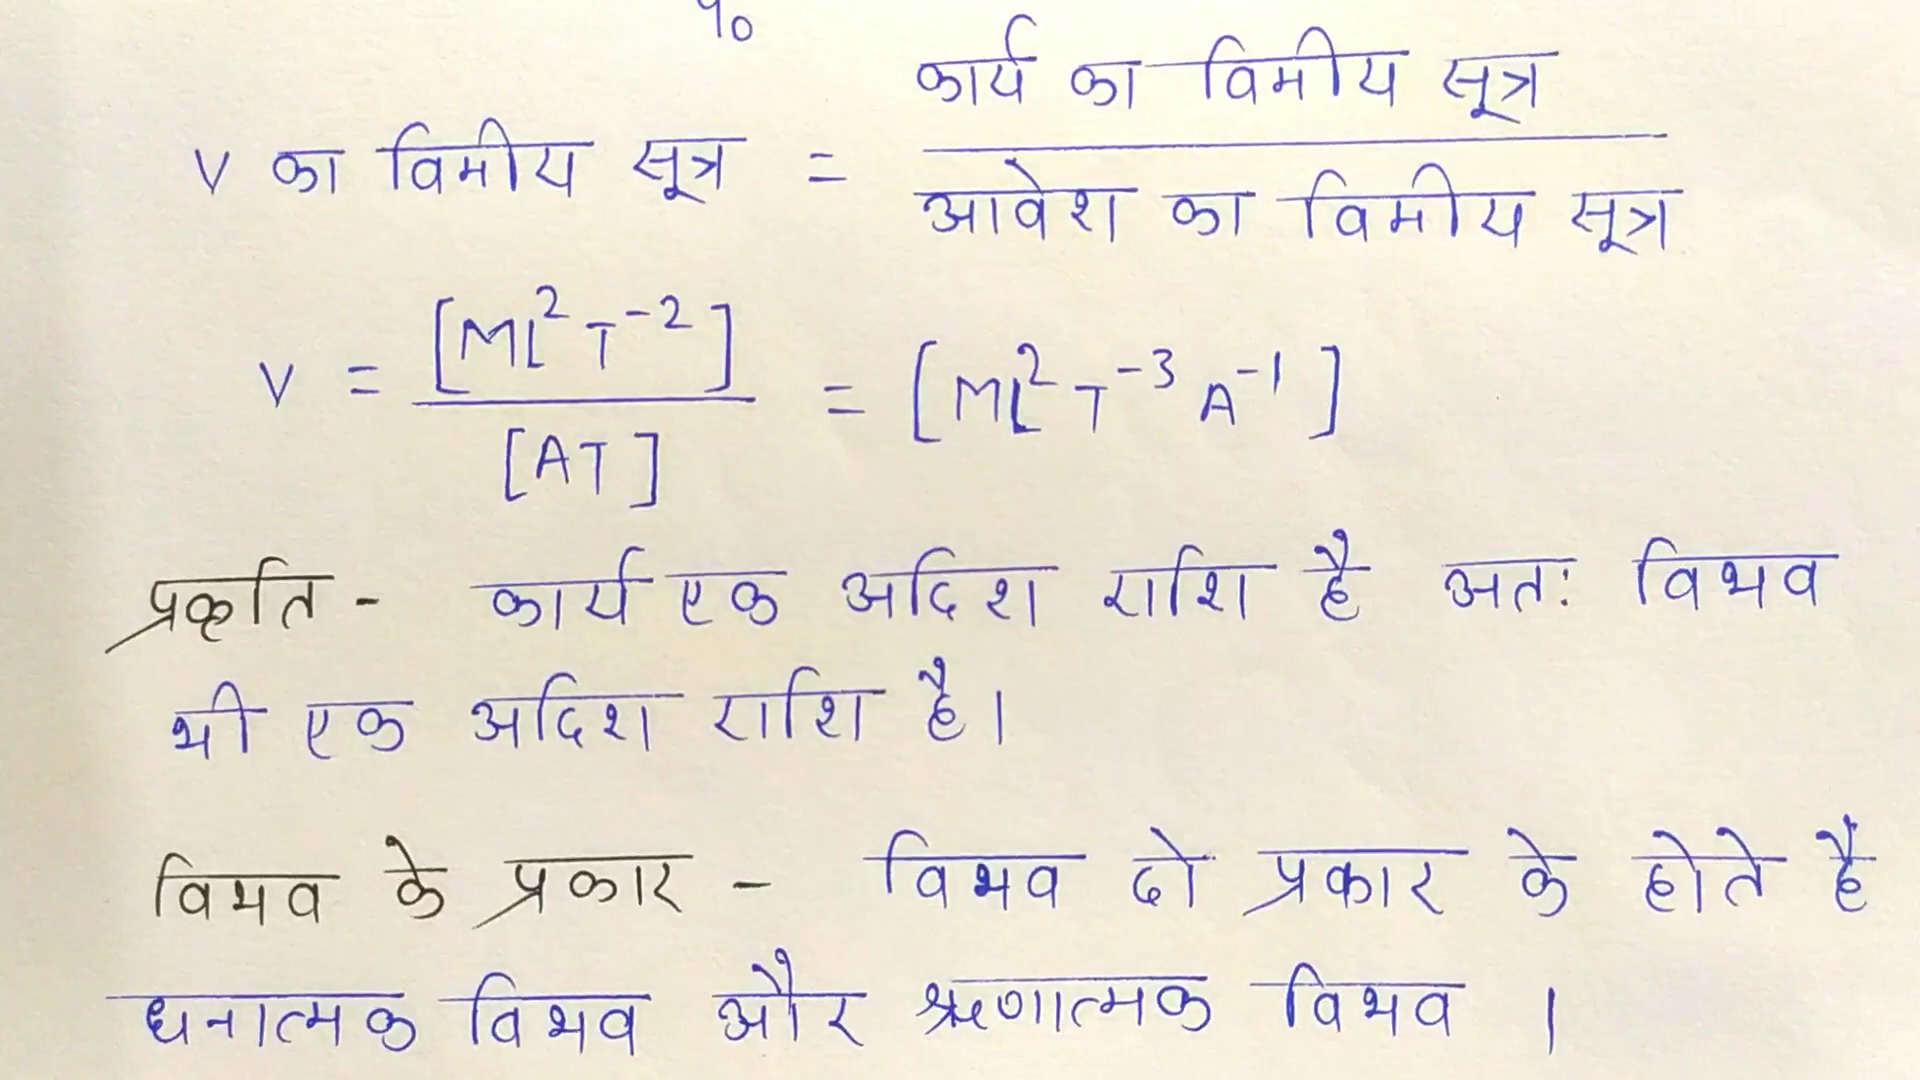 q₀
कार्य का विमीय सूत्र
V का विमीय सूत्र = ―
आवेश का विमीय सूत्र
V = [ML²T⁻²] / [AT] = [ML²T⁻³A⁻¹]
प्रकृति - कार्य एक अदिश राशि है अतः विभव
भी एक अदिश राशि है।
विभव के प्रकार - विभव दो प्रकार के होते है
धनात्मक विभव और ऋणात्मक विभव ।